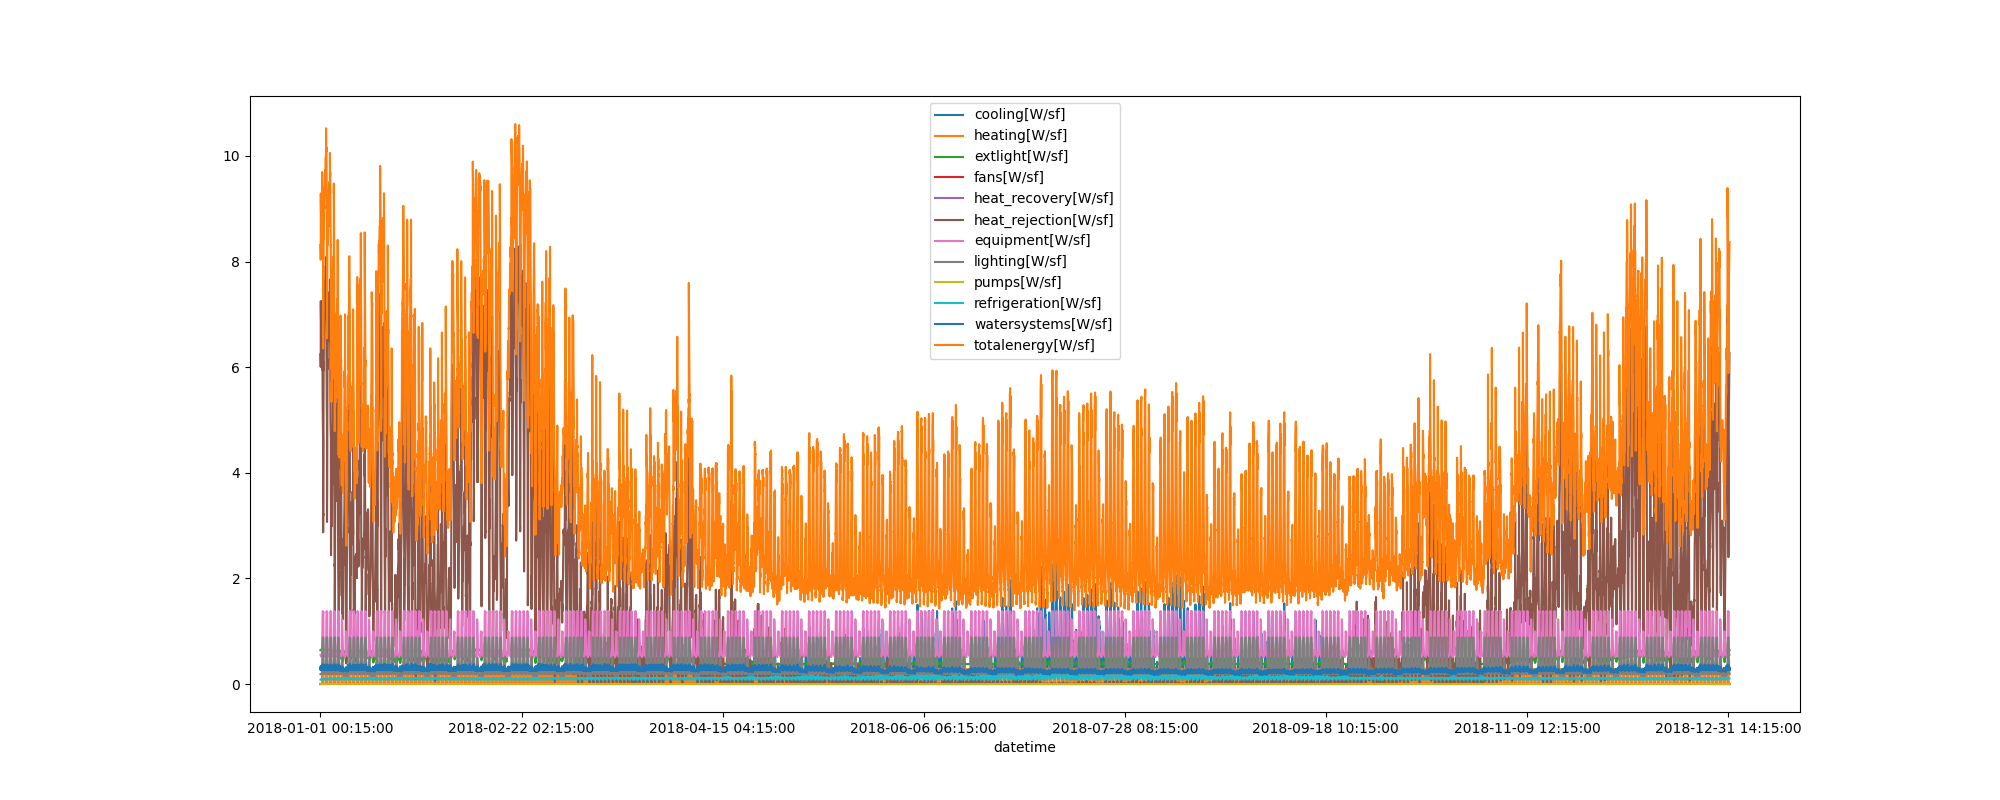 cooling[W/sf]
heating[W/sf]
extlight[W/sf]
fans[W/sf]
heat_recovery[W/sf]
heat_rejection[W/sf]
equipment[W/sf]
lighting[W/sf]
pumps[W/sf]
refrigeration[W/sf]
watersystems[W/sf]
totalenergy[W/sf]
10
8
6
4
2
0
2018-01-01 00:15:00
2018-02-22 02:15:00
2018-04-15 04:15:00
2018-06-06 06:15:00
2018-07-28 08:15:00
2018-09-18 10:15:00
2018-11-09 12:15:00
2018-12-31 14:15:00
datetime